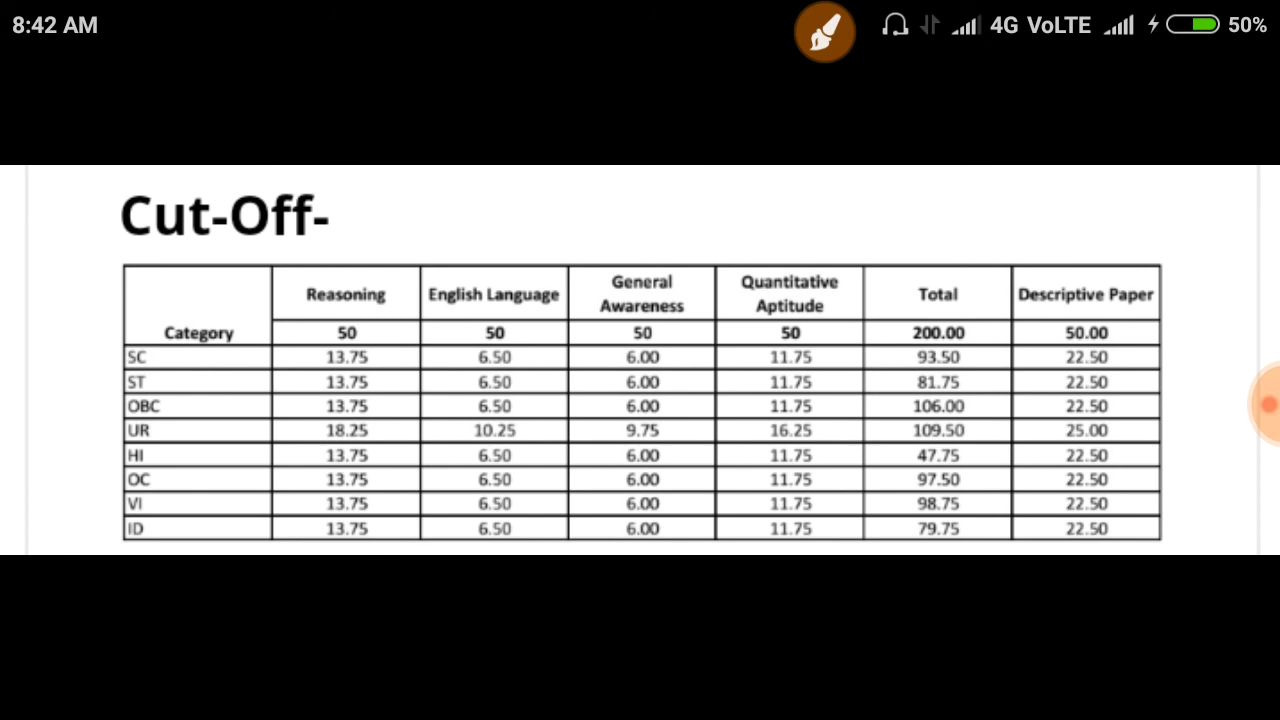 8:42 AM 4G VoLTE 50%
Cut-Off-
Category Reasoning English Language General Awareness Quantitative Aptitude Total Descriptive Paper
50 50 50 50 200.00 50.00
SC 13.75 6.50 6.00 11.75 93.50 22.50
ST 13.75 6.50 6.00 11.75 81.75 22.50
OBC 13.75 6.50 6.00 11.75 106.00 22.50
UR 18.25 10.25 9.75 16.25 109.50 25.00
HI 13.75 6.50 6.00 11.75 47.75 22.50
OC 13.75 6.50 6.00 11.75 97.50 22.50
VI 13.75 6.50 6.00 11.75 98.75 22.50
ID 13.75 6.50 6.00 11.75 79.75 22.50